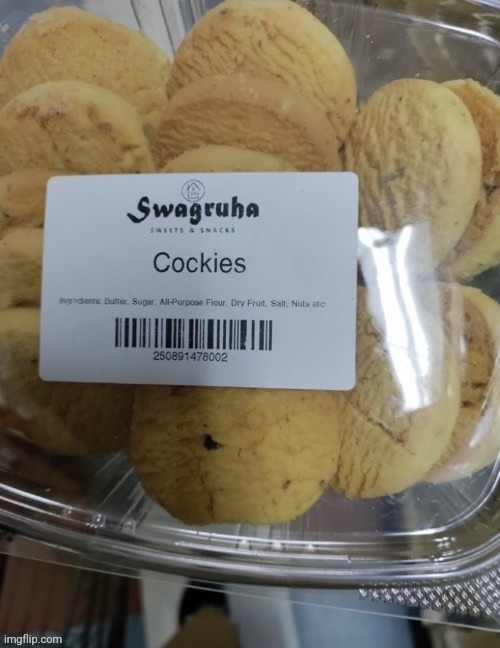 Swagruha
SWEETS & SNACKS
Cockies
Ingredients: Butter, Sugar, All-Purpose Flour, Dry Fruit, Salt, Nuts etc
250891478002
imgflip.com